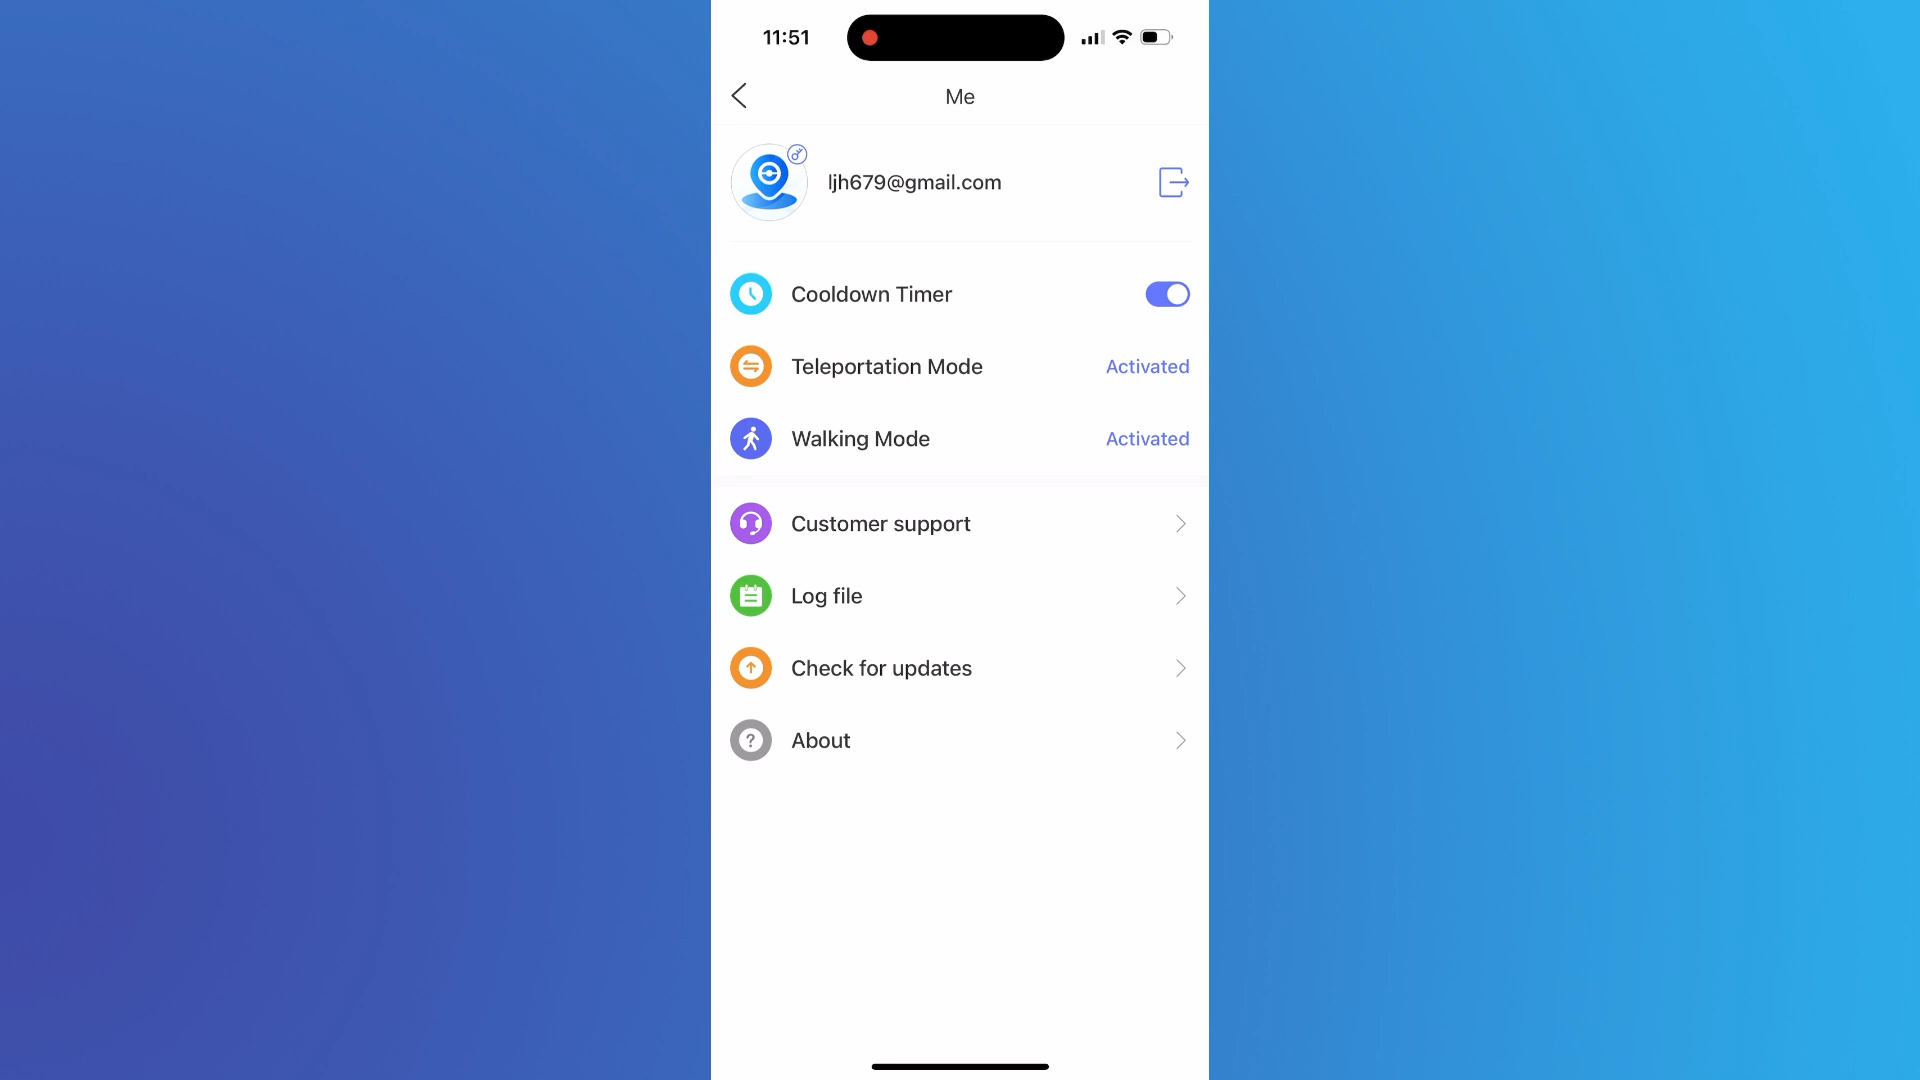 11:51
Me
ljh679@gmail.com
Cooldown Timer
Teleportation Mode Activated
Walking Mode Activated
Customer support
Log file
Check for updates
? About